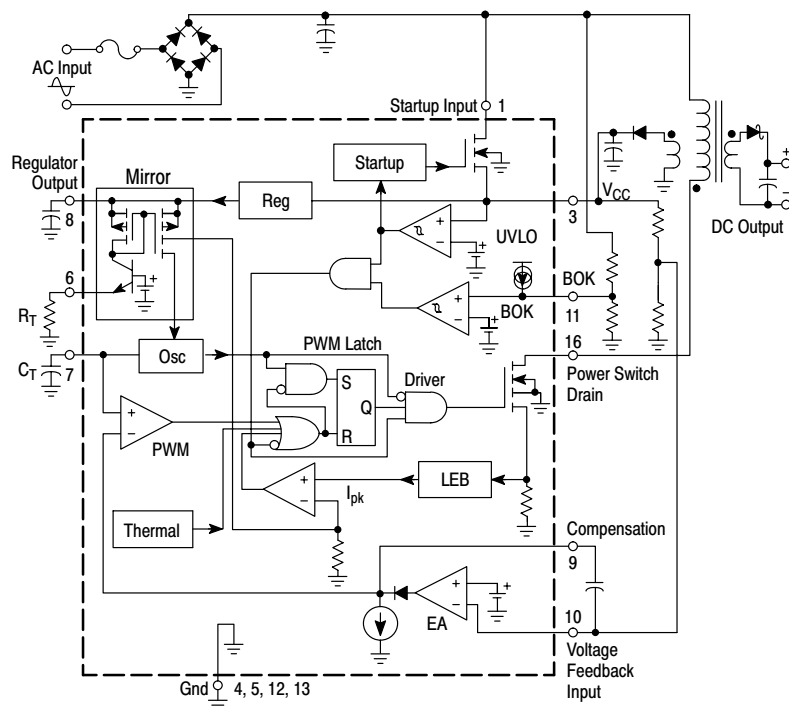 AC Input
Startup Input
1
Regulator
Output
Mirror
Startup
8
Reg
VCC
3
DC Output
+
−
UVLO
+
−
+
6
BOK
11
BOK
+
−
+
+
RT
16
Power Switch
Drain
Osc
PWM Latch
Driver
CT
7
S
Q
R
+
−
PWM
LEB
+
−
Ipk
Thermal
Compensation
9
+
−
+
EA
10
Voltage
Feedback
Input
Gnd
4, 5, 12, 13